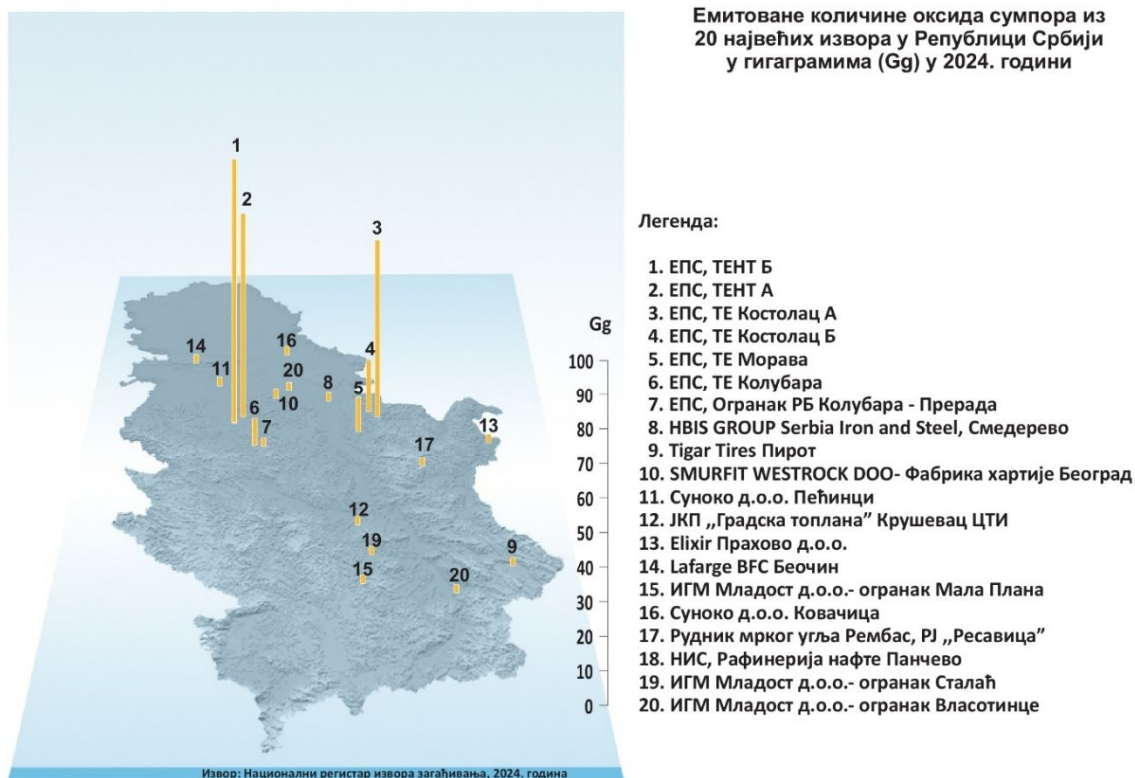 Емитоване количине оксида сумпора из
20 највећих извора у Републици Србији
у гигаграмима (Gg) у 2024. години
1
2
3
14
16
11
20
10
8
4
5
6
7
13
17
12
19
15
9
20
Gg
100
90
80
70
60
50
40
30
20
10
0
Легенда:
1. ЕПС, ТЕНТ Б
2. ЕПС, ТЕНТ А
3. ЕПС, ТЕ Костолац А
4. ЕПС, ТЕ Костолац Б
5. ЕПС, ТЕ Морава
6. ЕПС, ТЕ Колубара
7. ЕПС, Огранак РБ Колубара - Прерада
8. HBIS GROUP Serbia Iron and Steel, Смедерево
9. Tigar Tires Пирот
10. SMURFIT WESTROCK DOO- Фабрика хартије Београд
11. Суноко д.о.о. Пећинци
12. ЈКП ,,Градска топлана” Крушевац ЦТИ
13. Elixir Прахово д.о.о.
14. Lafarge BFC Беочин
15. ИГМ Младост д.о.о.- огранак Мала Плана
16. Суноко д.о.о. Ковачица
17. Рудник мрког угља Рембас, РЈ ,,Ресавица”
18. НИС, Рафинерија нафте Панчево
19. ИГМ Младост д.о.о.- огранак Сталаћ
20. ИГМ Младост д.о.о.- огранак Власотинце
Извор: Национални регистар извора загађивања, 2024. година